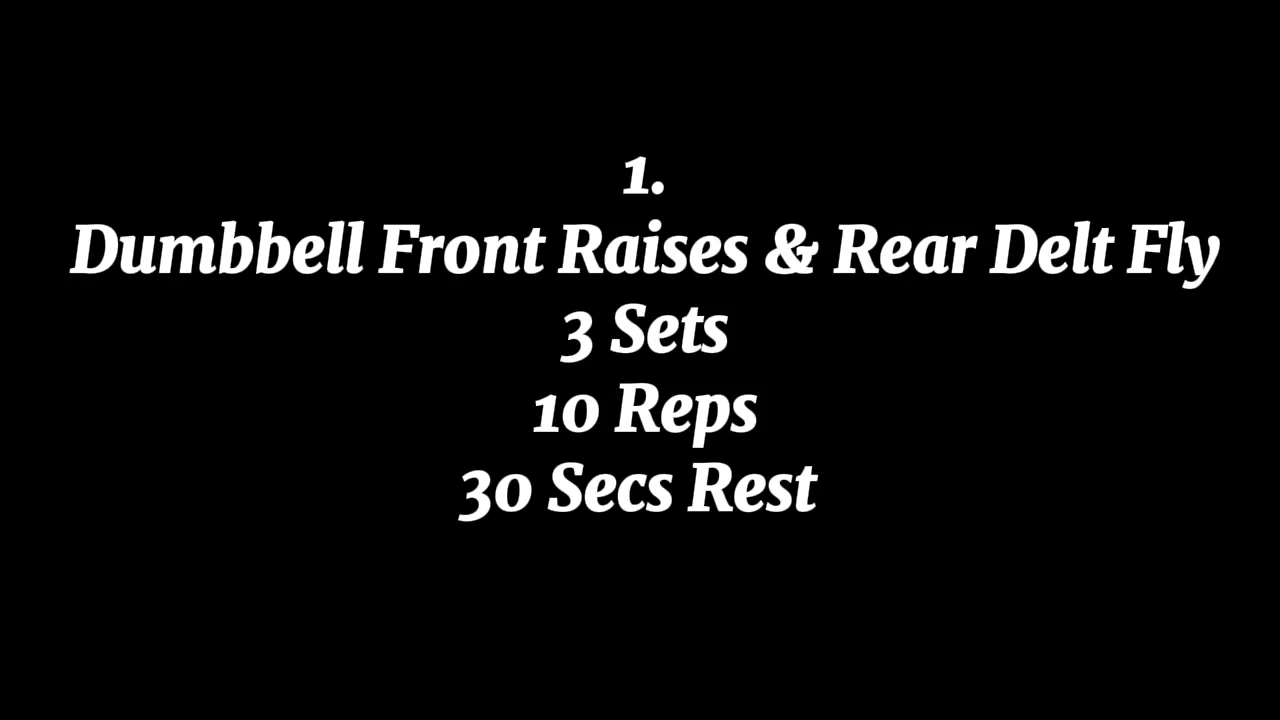 1.
Dumbbell Front Raises & Rear Delt Fly
3 Sets
10 Reps
30 Secs Rest